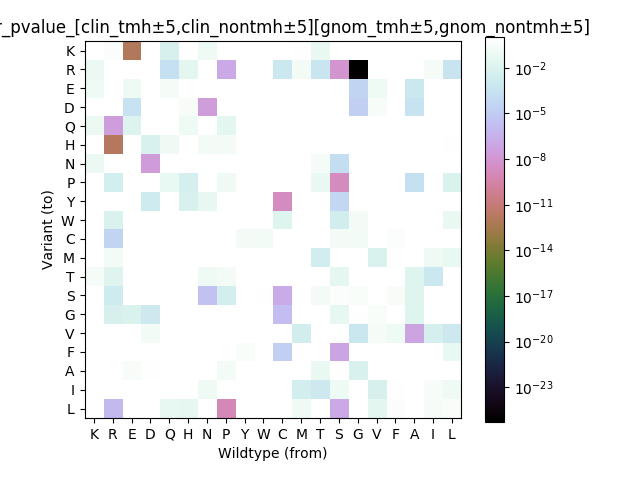 r_pvalue_[clin_tmh±5,clin_nontmh±5][gnom_tmh±5,gnom_nontmh±5]
K
R
E
D
Q
H
N
P
Y
W
C
M
T
S
G
V
F
A
I
L
Variant (to)
K R E D Q H N P Y W C M T S G V F A I L
Wildtype (from)
10^-2
10^-5
10^-8
10^-11
10^-14
10^-17
10^-20
10^-23